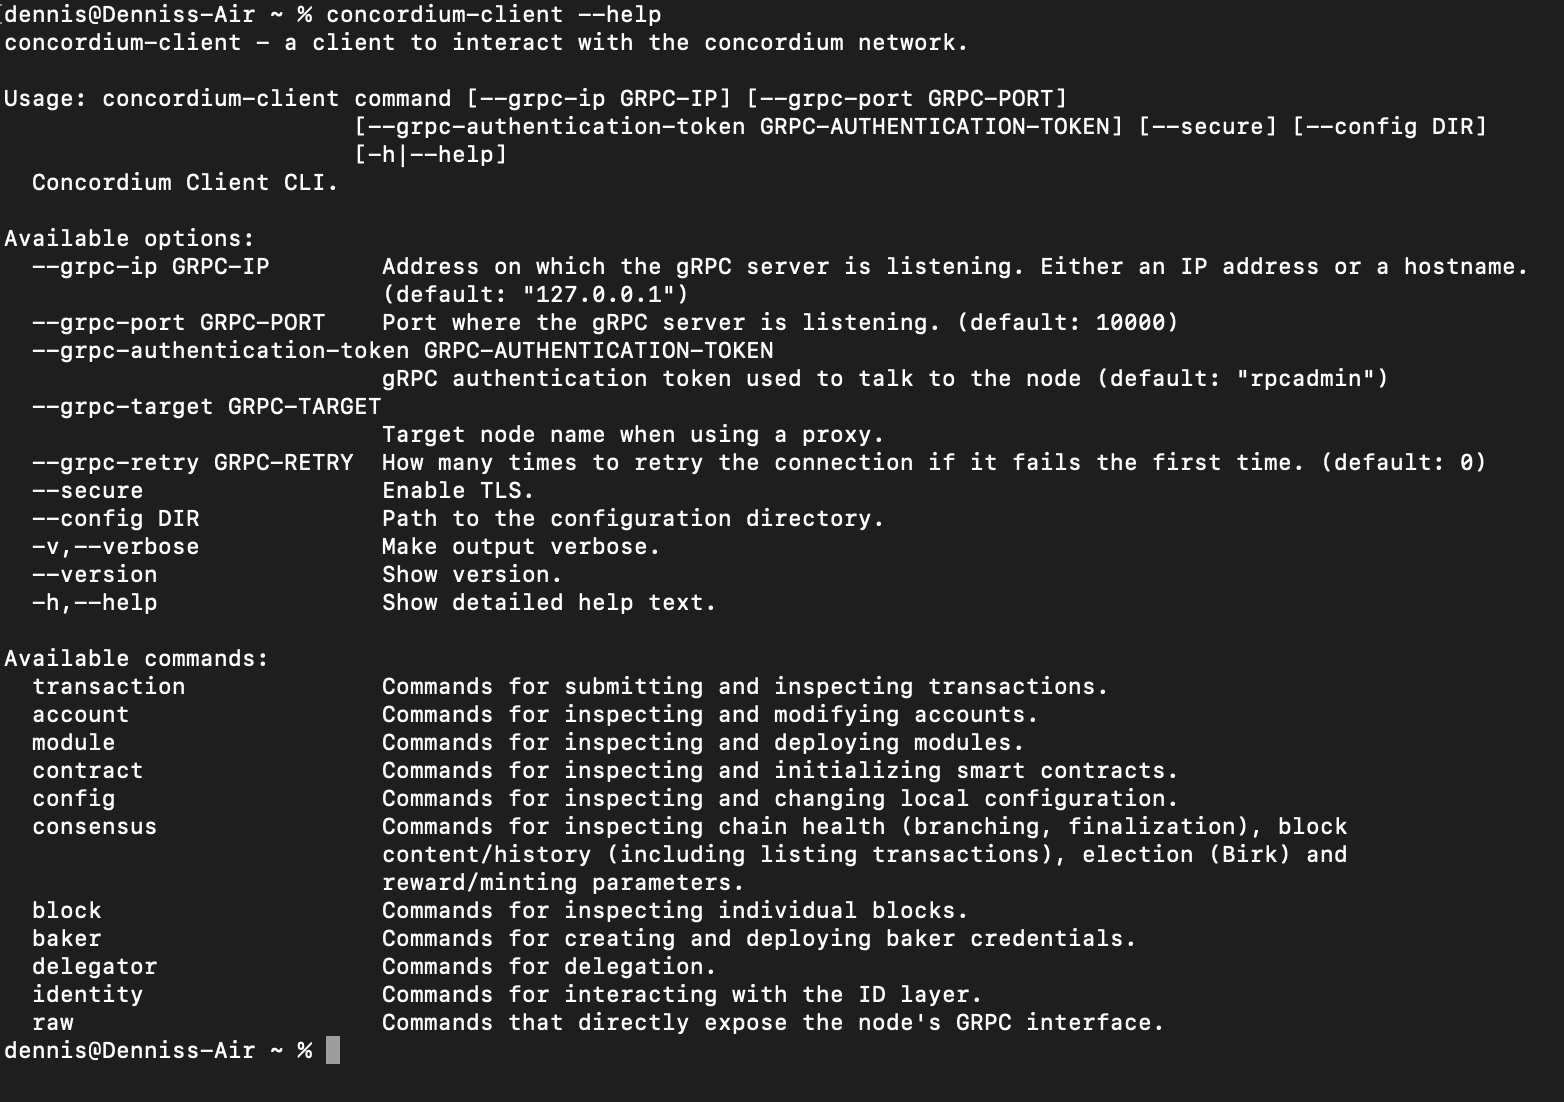 dennis@Denniss-Air ~ % concordium-client --help
concordium-client - a client to interact with the concordium network.

Usage: concordium-client command [--grpc-ip GRPC-IP] [--grpc-port GRPC-PORT]
                         [--grpc-authentication-token GRPC-AUTHENTICATION-TOKEN] [--secure] [--config DIR]
                         [-h|--help]
  Concordium Client CLI.

Available options:
  --grpc-ip GRPC-IP        Address on which the gRPC server is listening. Either an IP address or a hostname.
                           (default: "127.0.0.1")
  --grpc-port GRPC-PORT    Port where the gRPC server is listening. (default: 10000)
  --grpc-authentication-token GRPC-AUTHENTICATION-TOKEN
                           gRPC authentication token used to talk to the node (default: "rpcadmin")
  --grpc-target GRPC-TARGET
                           Target node name when using a proxy.
  --grpc-retry GRPC-RETRY  How many times to retry the connection if it fails the first time. (default: 0)
  --secure                 Enable TLS.
  --config DIR             Path to the configuration directory.
  -v,--verbose             Make output verbose.
  --version                Show version.
  -h,--help                Show detailed help text.

Available commands:
  transaction              Commands for submitting and inspecting transactions.
  account                  Commands for inspecting and modifying accounts.
  module                   Commands for inspecting and deploying modules.
  contract                 Commands for inspecting and initializing smart contracts.
  config                   Commands for inspecting and changing local configuration.
  consensus                Commands for inspecting chain health (branching, finalization), block
                           content/history (including listing transactions), election (Birk) and
                           reward/minting parameters.
  block                    Commands for inspecting individual blocks.
  baker                    Commands for creating and deploying baker credentials.
  delegator                Commands for delegation.
  identity                 Commands for interacting with the ID layer.
  raw                      Commands that directly expose the node's GRPC interface.
dennis@Denniss-Air ~ %